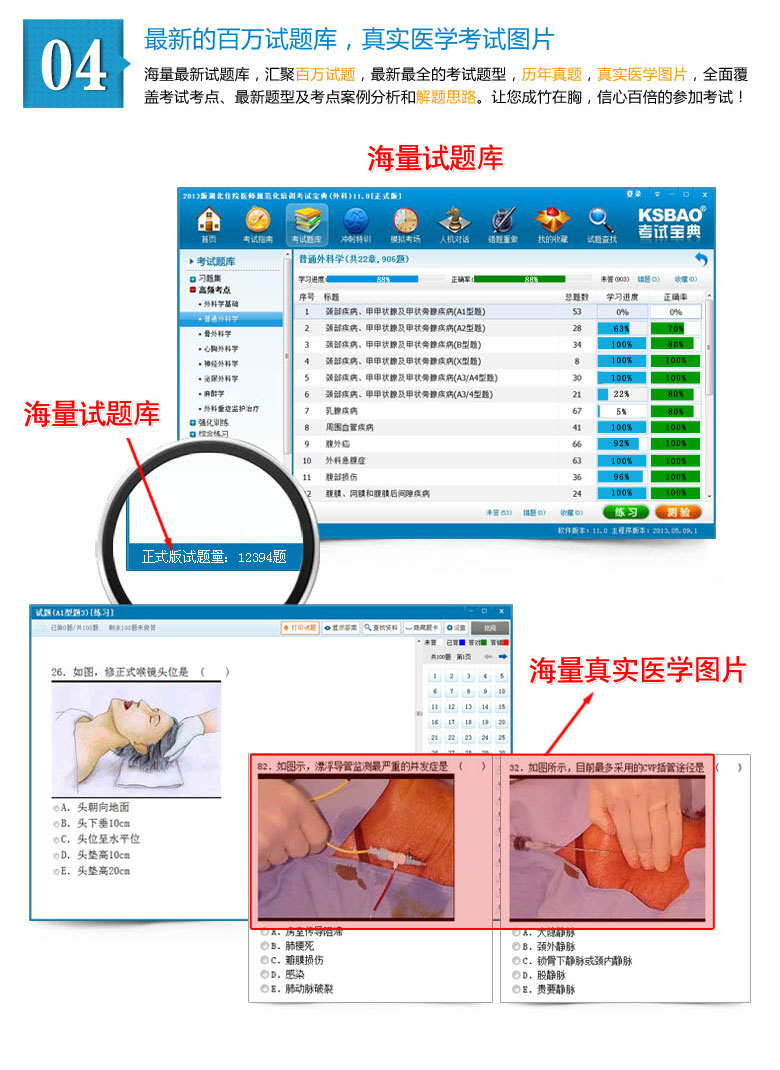 04
最新的百万试题库，真实医学考试图片
海量最新试题库，汇聚百万试题，最新最全的考试题型，历年真题，真实医学图片，全面覆
盖考试考点、最新题型及考点案例分析和解题思路。让您成竹在胸，信心百倍的参加考试！
海量试题库
2013版湖北住院医师规范化培训考试宝典(外科)11.0[正式版]
登录
首页 考试指南 考试题库 冲刺特训 模拟考场 人机对话 错题重做 我的收藏 试题查找
KSBAO®
考试宝典
考试题库
习题集
高频考点
外科学基础
普通外科学
骨外科学
心胸外科学
神经外科学
泌尿外科学
麻醉学
外科重症监护治疗
强化训练
综合练习
普通外科学(共22章,906题)
学习进度: 88% 正确率: 88% 未答(903) 错题(0) 收藏(0)
序号 标题 总题数 学习进度 正确率
1 颈部疾病、甲甲状腺及甲状旁腺疾病(A1型题) 53 0% 0%
2 颈部疾病、甲甲状腺及甲状旁腺疾病(A2型题) 28 63% 70%
3 颈部疾病、甲甲状腺及甲状旁腺疾病(B型题) 34 100% 80%
4 颈部疾病、甲甲状腺及甲状旁腺疾病(X型题) 8 100% 100%
5 颈部疾病、甲甲状腺及甲状旁腺疾病(A3/A4型题) 30 100% 100%
6 颈部疾病、甲甲状腺及甲状旁腺疾病(A3/4型题) 21 22% 80%
7 乳腺疾病 67 5% 80%
8 周围血管疾病 41 100% 100%
9 腹外疝 66 92% 100%
10 外科急腹症 63 100% 100%
11 腹部损伤 36 96% 100%
12 腹膜、网膜和腹膜后间隙疾病 24 100% 100%
未答(53) 错题(0) 收藏(0) 练习 测验
软件版本：11.0 主程序版本：2013.05.09.1
海量试题库
正式版试题量：12394题
试题(A1型题3)[练习]
已做0题/共100题 剩余100题未做答
打印试题 显示答案 查找资料 隐藏题卡 设置
未答 已答 答对 答错
共100题 第1页
1 2 3 4 5
6 7 8 9 10
11 12 13 14 15
16 17 18 19 20
21 22 23 24 25
26．如图，修正式喉镜头位是 （ ）
A．头朝向地面
B．头下垂10cm
C．头位呈水平位
D．头垫高10cm
E．头垫高20cm
海量真实医学图片
82．如图示，漂浮导管监测最严重的并发症是 （ ）
A．房室传导阻滞
B．肺梗死
C．瓣膜损伤
D．感染
E．肺动脉破裂
32．如图所示，目前最多采用的CVP插管途径是 （ ）
A．大隐静脉
B．颈外静脉
C．锁骨下静脉或颈内静脉
D．股静脉
E．贵要静脉